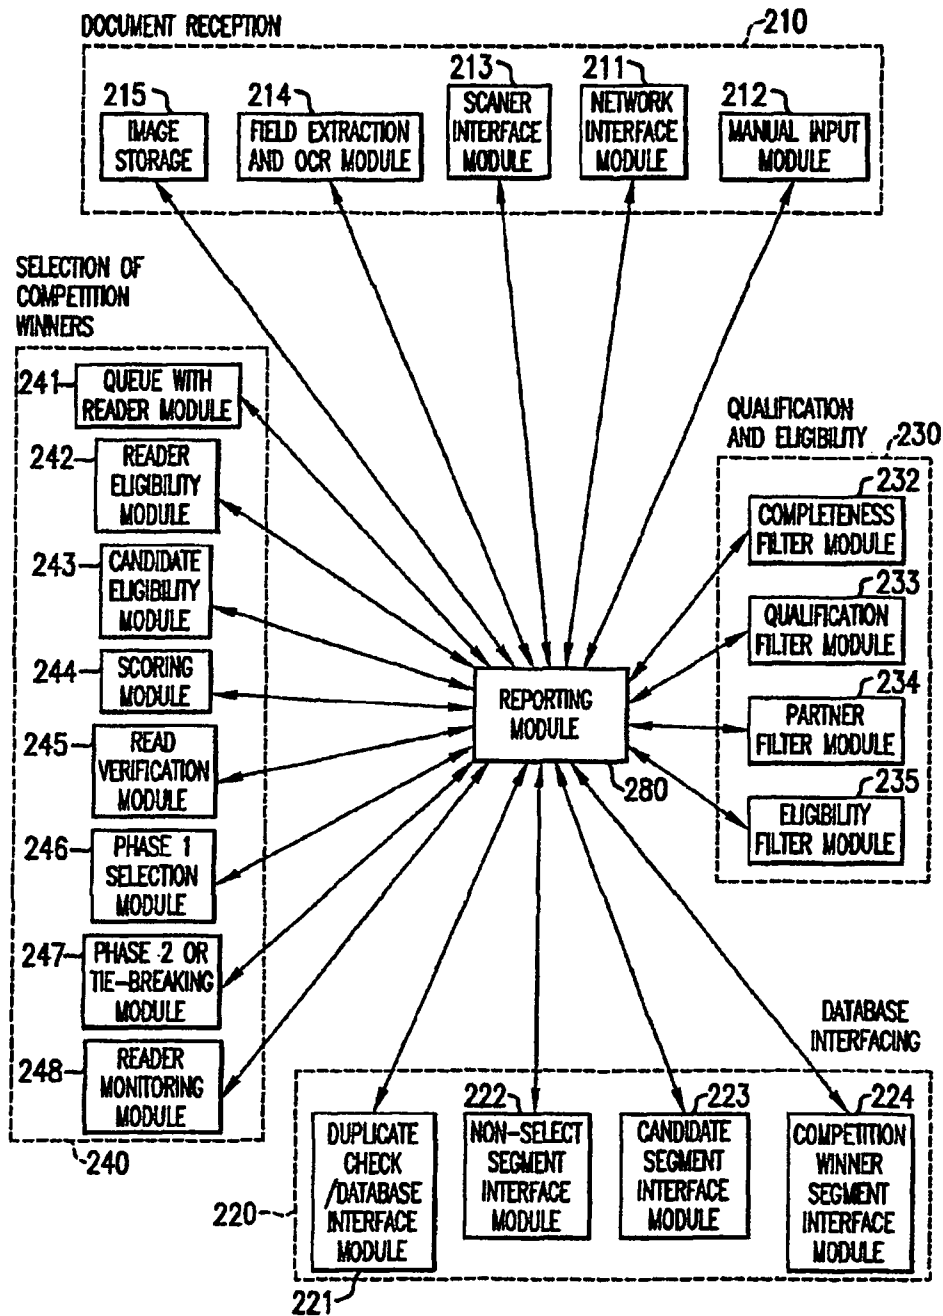 DOCUMENT RECEPTION
210
215
IMAGE
STORAGE
214
FIELD EXTRACTION
AND OCR MODULE
213
SCANER
INTERFACE
MODULE
211
NETWORK
INTERFACE
MODULE
212
MANUAL INPUT
MODULE
SELECTION OF
COMPETITION
WINNERS
241
QUEUE WITH
READER MODULE
242
READER
ELIGIBILITY
MODULE
243
CANDIDATE
ELIGIBILITY
MODULE
244
SCORING
MODULE
245
READ
VERIFICATION
MODULE
246
PHASE 1
SELECTION
MODULE
247
PHASE 2 OR
TIE-BREAKING
MODULE
248
READER
MONITORING
MODULE
240
REPORTING
MODULE
280
QUALIFICATION
AND ELIGIBILITY
230
232
COMPLETENESS
FILTER MODULE
233
QUALIFICATION
FILTER MODULE
234
PARTNER
FILTER MODULE
235
ELIGIBILITY
FILTER MODULE
DATABASE
INTERFACING
220
DUPLICATE
CHECK
/DATABASE
INTERFACE
MODULE
221
222
NON-SELECT
SEGMENT
INTERFACE
MODULE
223
CANDIDATE
SEGMENT
INTERFACE
MODULE
224
COMPETITION
WINNER
SEGMENT
INTERFACE
MODULE